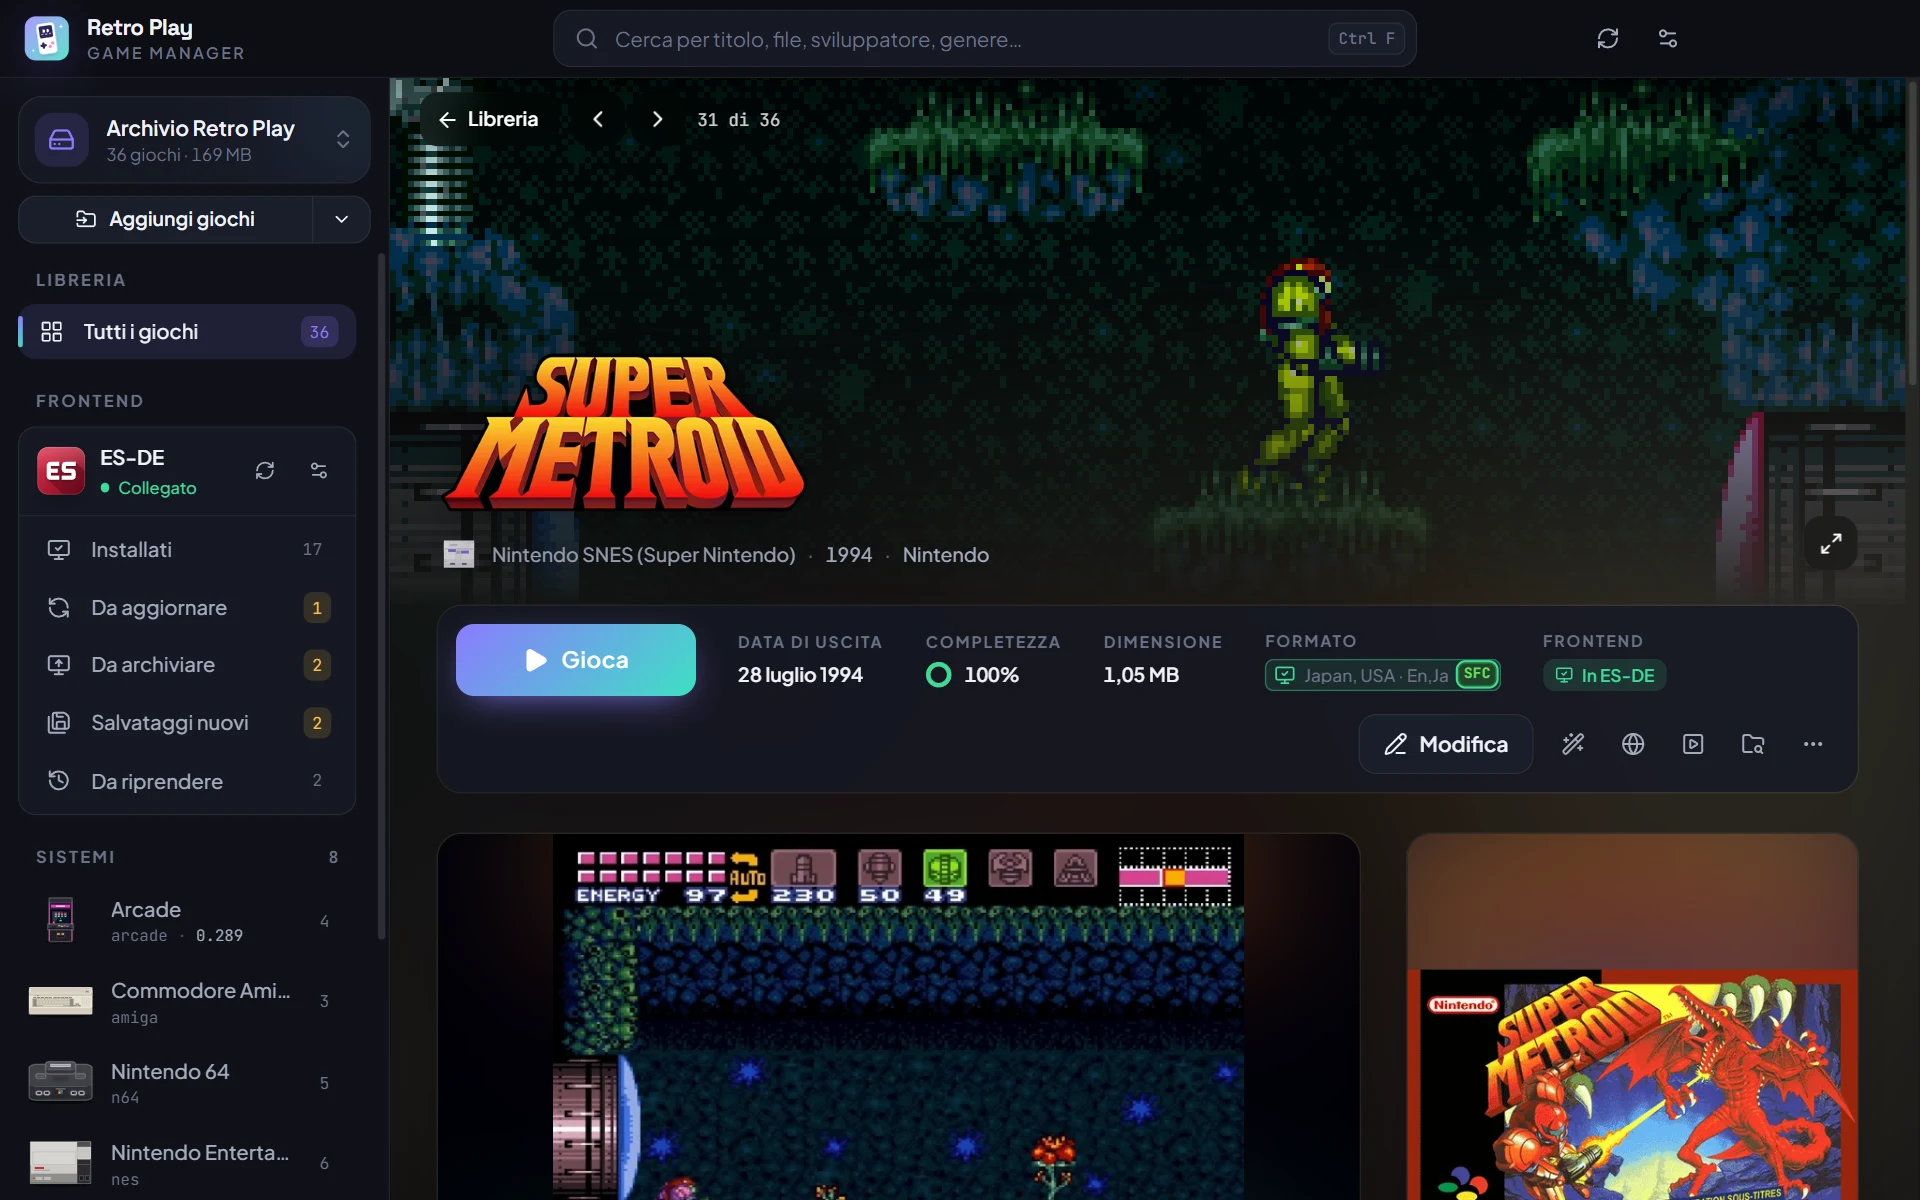 Retro Play
GAME MANAGER
Cerca per titolo, file, sviluppatore, genere...
Ctrl F
Archivio Retro Play
36 giochi · 169 MB
Aggiungi giochi
LIBRERIA
Tutti i giochi
36
FRONTEND
ES
ES-DE
Collegato
Installati
17
Da aggiornare
1
Da archiviare
2
Salvataggi nuovi
2
Da riprendere
2
SISTEMI
8
Arcade
arcade · 0.289
4
Commodore Ami...
amiga
3
Nintendo 64
n64
5
Nintendo Enterta...
nes
6
Libreria
31 di 36
SUPER
METROID
Nintendo SNES (Super Nintendo) · 1994 · Nintendo
Gioca
DATA DI USCITA
28 luglio 1994
COMPLETEZZA
100%
DIMENSIONE
1,05 MB
FORMATO
Japan, USA · En,Ja
SFC
FRONTEND
In ES-DE
Modifica
AUTO
ENERGY 97
230
50
49
Nintendo
SUPER
METROID
TM